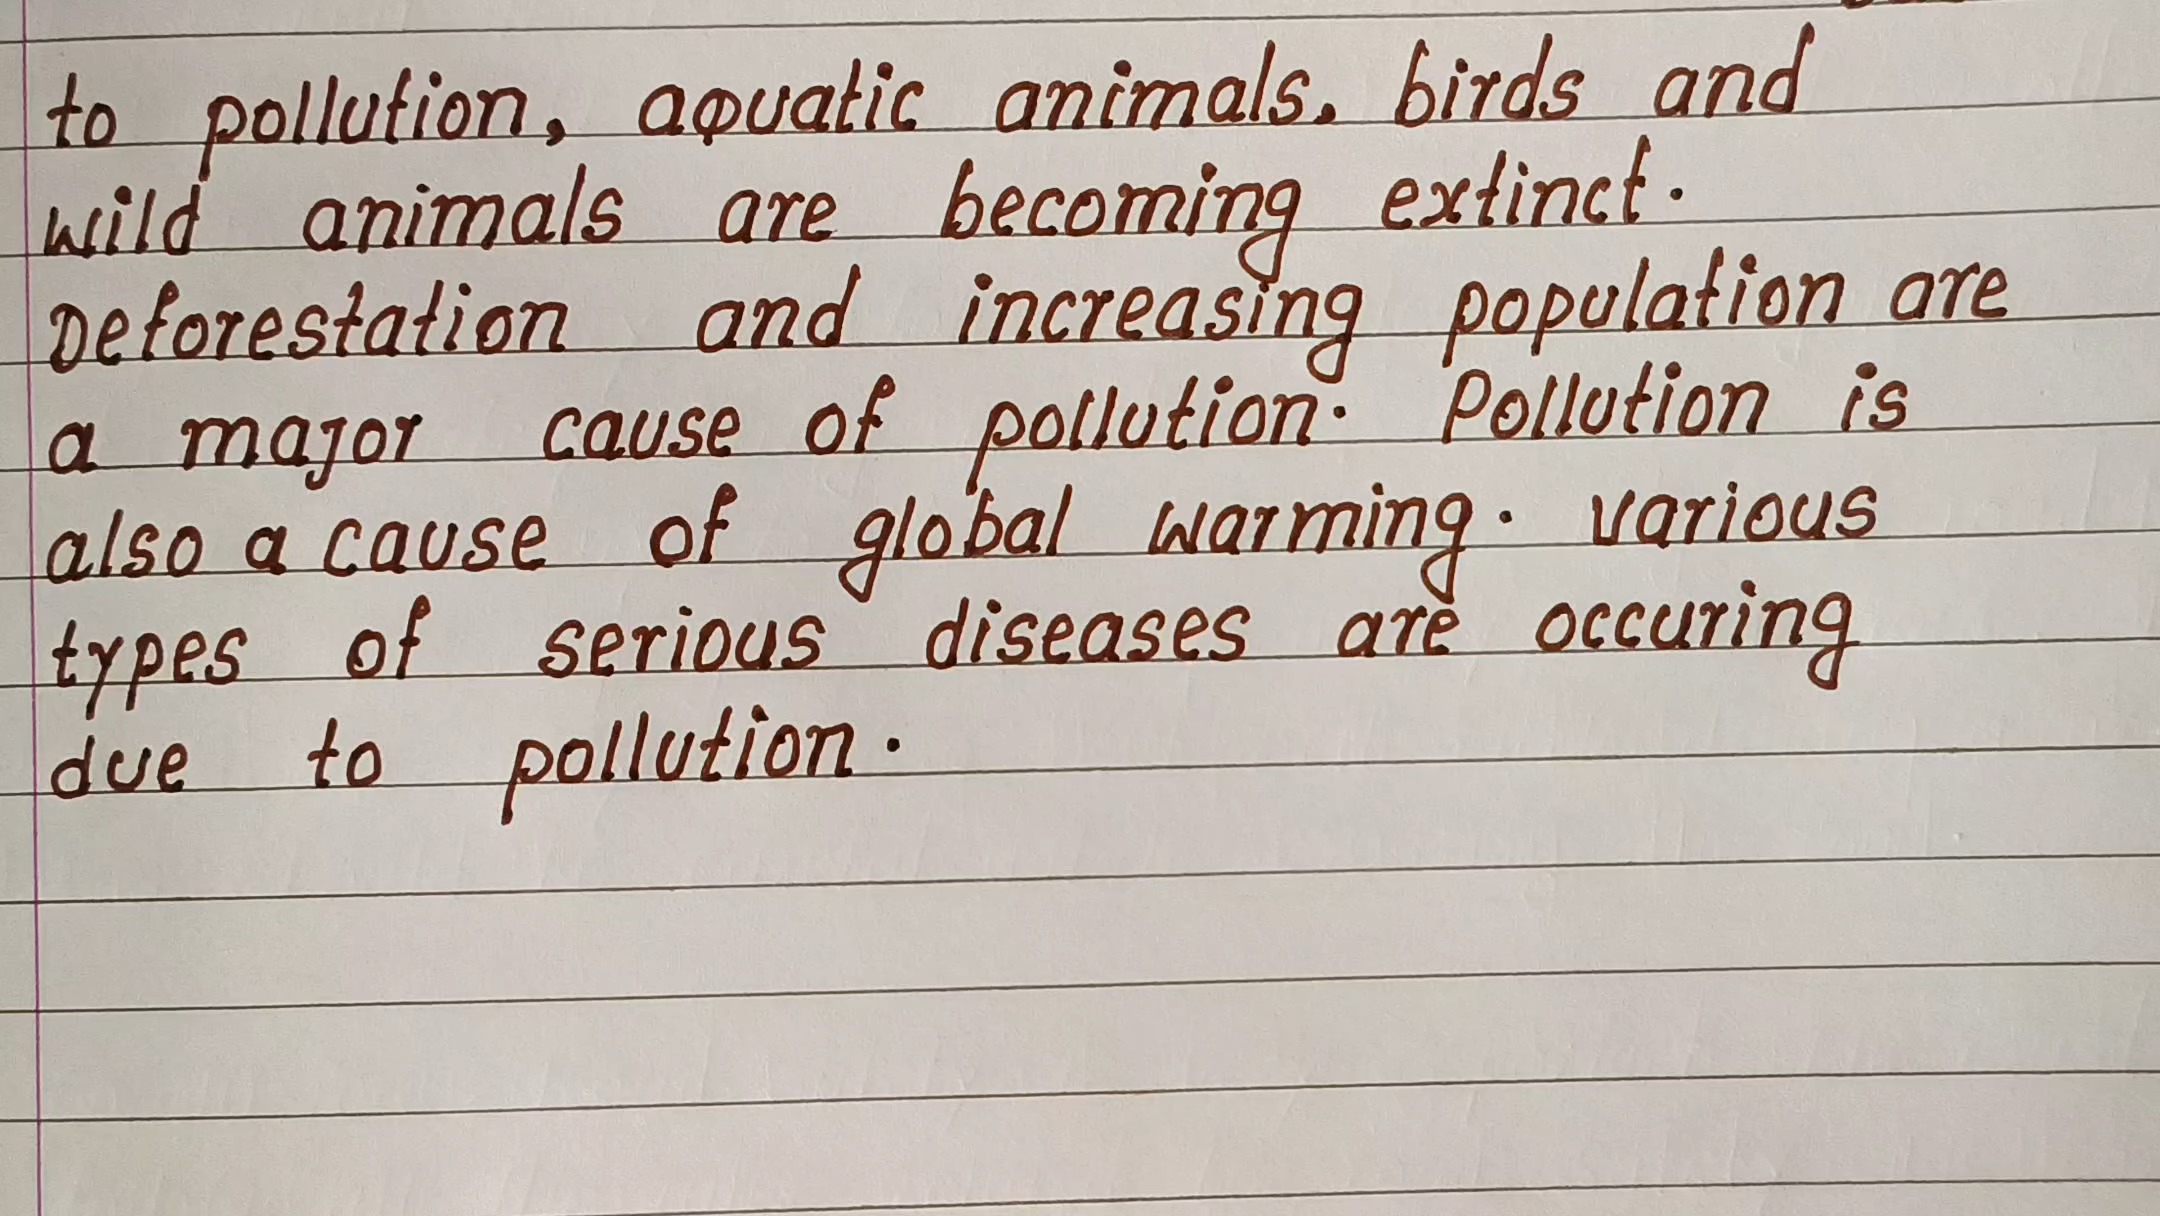 to pollution, aquatic animals. birds and
wild animals are becoming extinct.
Deforestation and increasing population are
a major cause of pollution. Pollution is
also a cause of global warming. various
types of serious diseases are occuring
due to pollution.